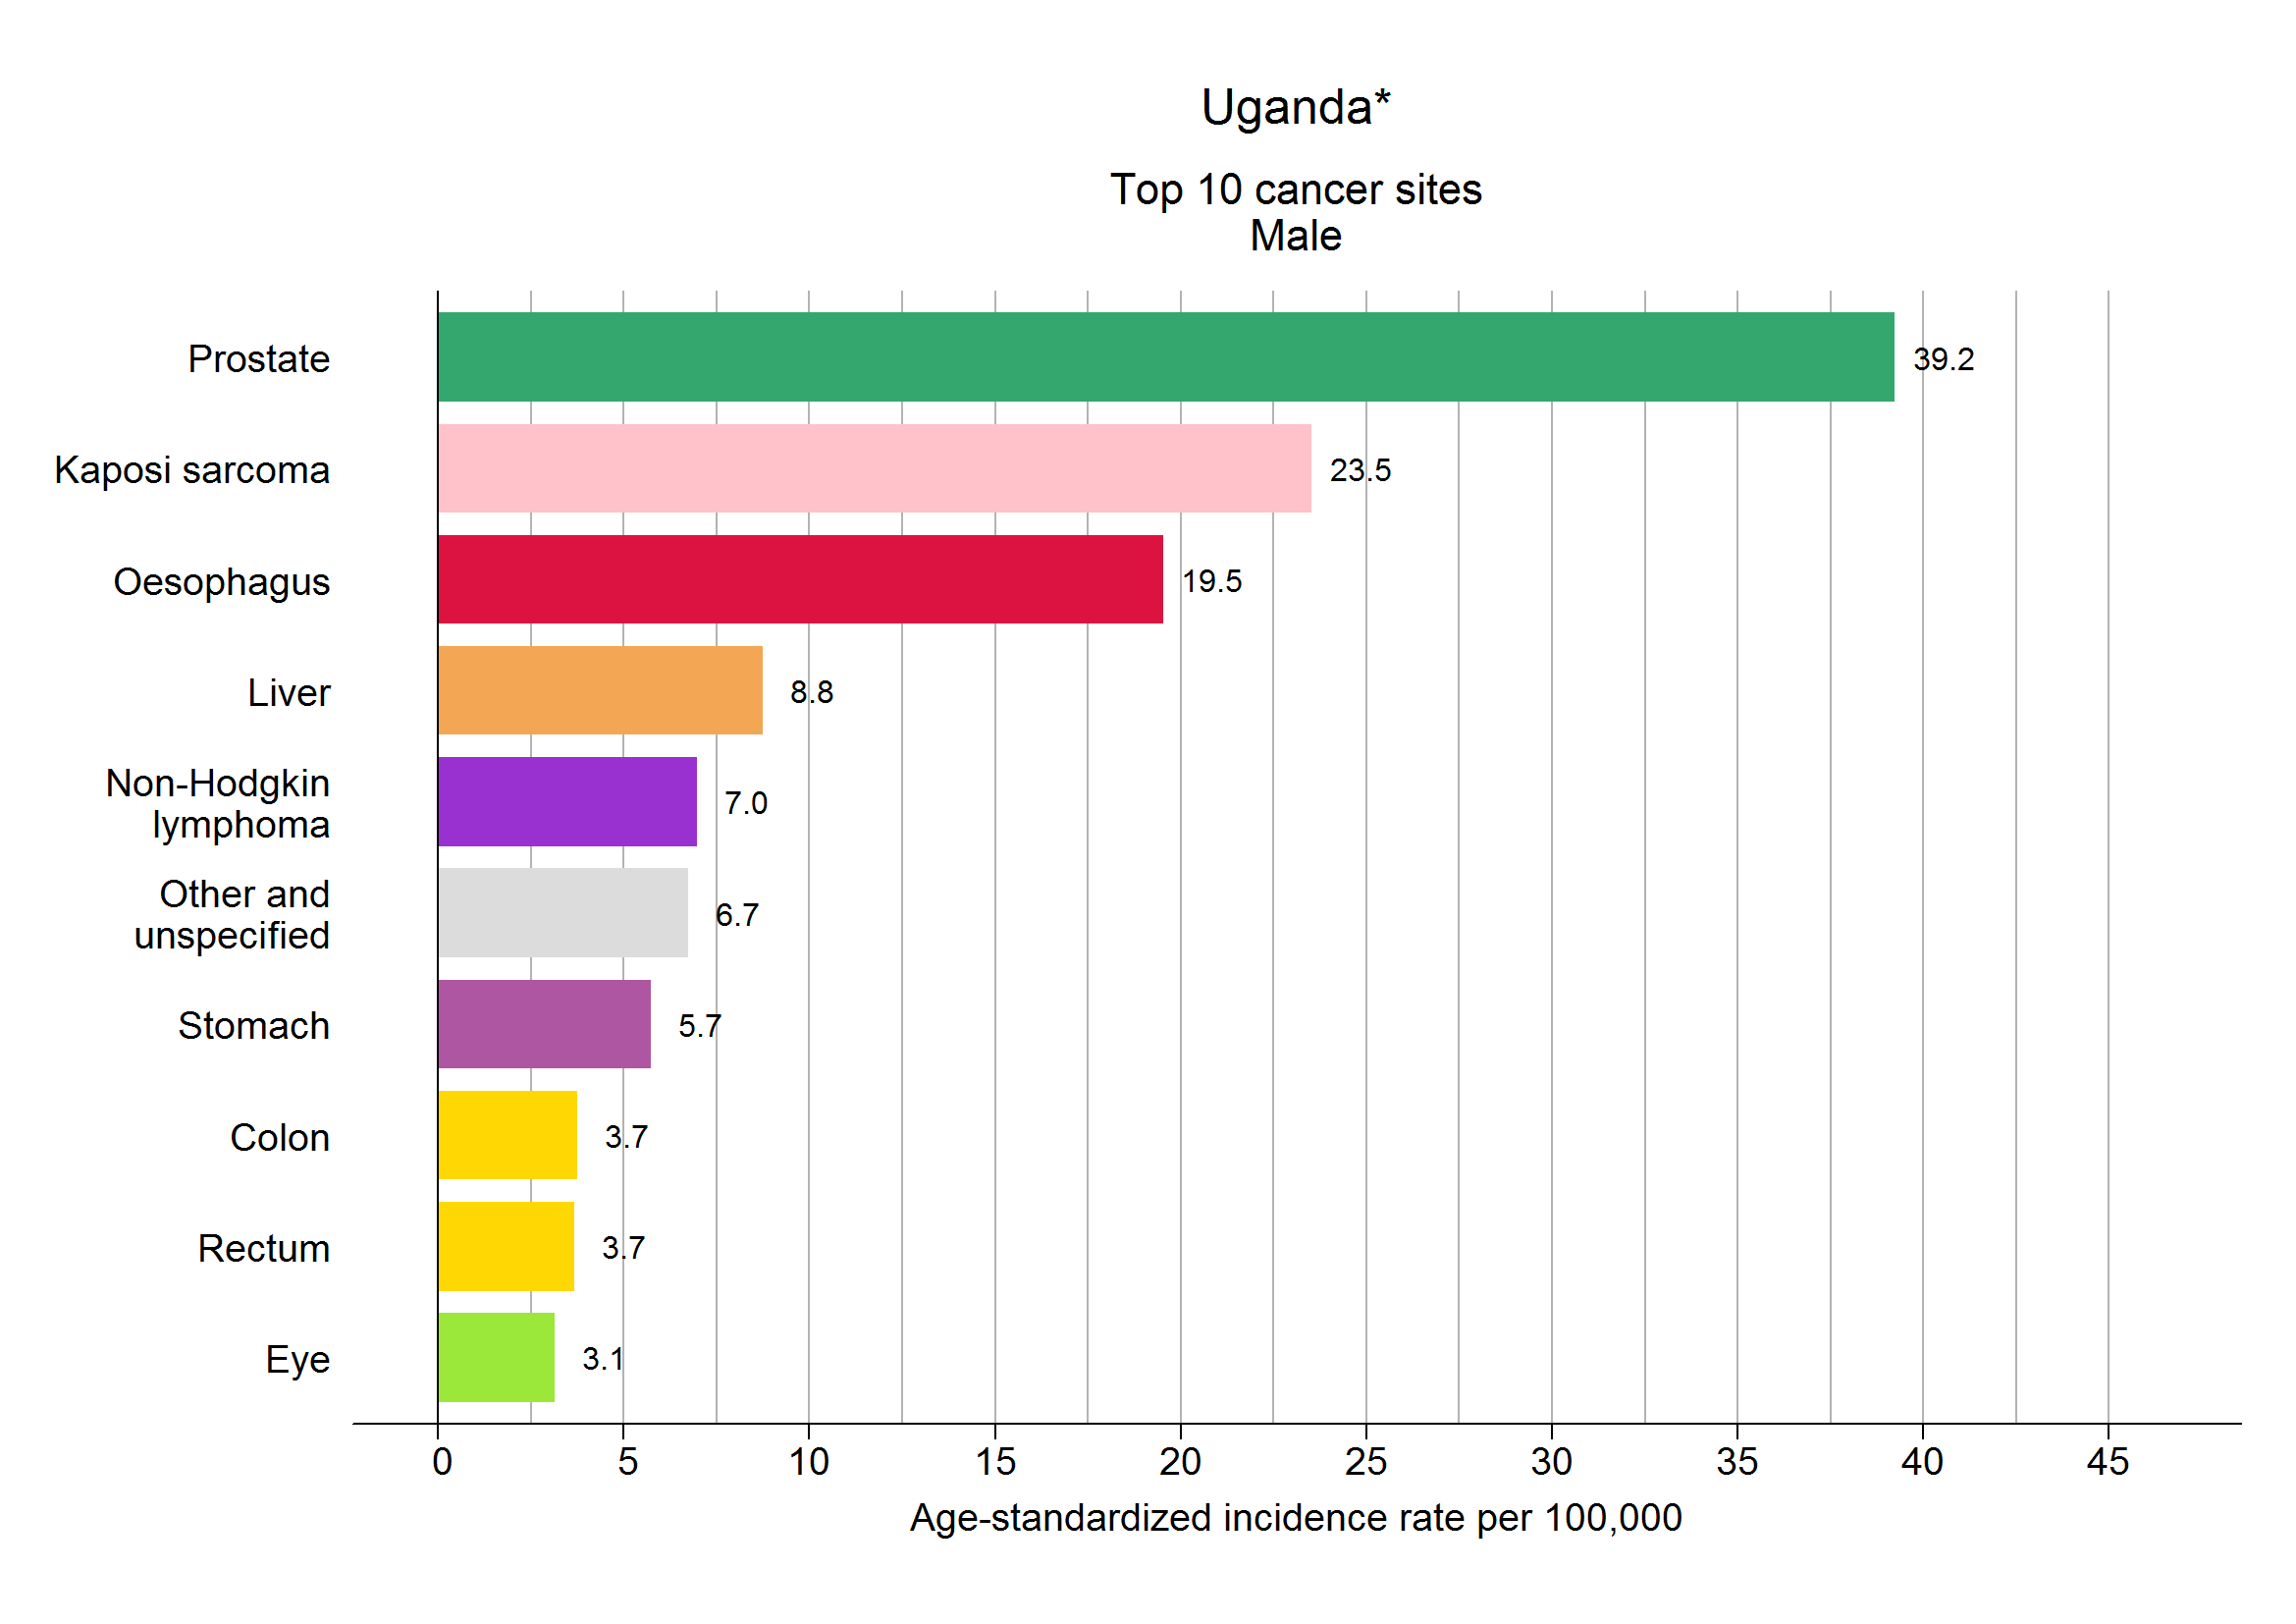 Uganda*
Top 10 cancer sites
Male
Prostate
39.2
Kaposi sarcoma
23.5
Oesophagus
19.5
Liver
8.8
Non-Hodgkin
lymphoma
7.0
Other and
unspecified
6.7
Stomach
5.7
Colon
3.7
Rectum
3.7
Eye
3.1
0 5 10 15 20 25 30 35 40 45
Age-standardized incidence rate per 100,000